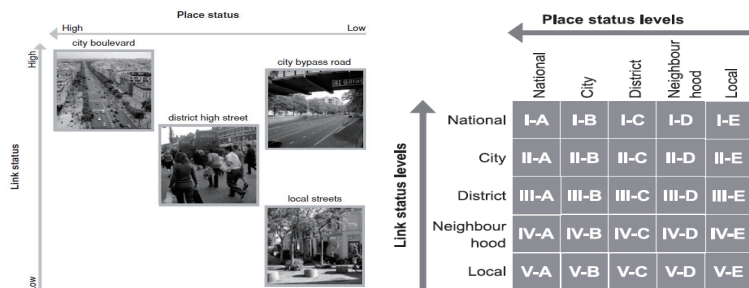 Place status
High
Low
city boulevard
city bypass road
district high street
local streets
High
Link status
Low
Place status levels
National
City
District
Neighbour
hood
Local
Link status levels
National I-A I-B I-C I-D I-E
City II-A II-B II-C II-D II-E
District III-A III-B III-C III-D III-E
Neighbour
hood IV-A IV-B IV-C IV-D IV-E
Local V-A V-B V-C V-D V-E